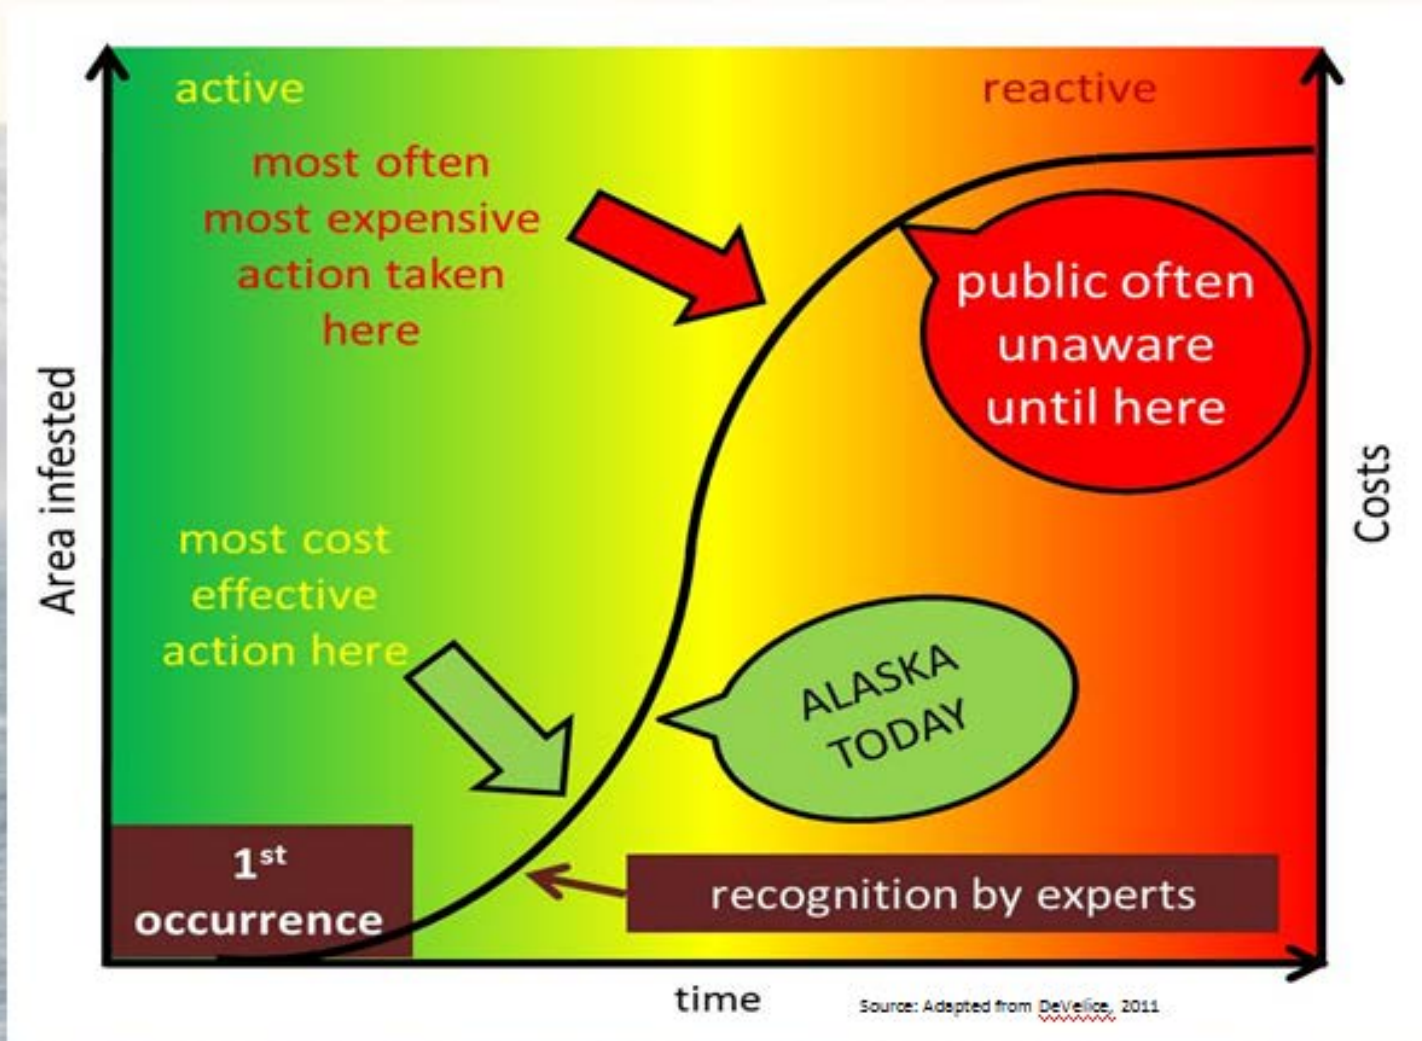 active
reactive
most often
most expensive
action taken
here
public often
unaware
until here
Area infested
Costs
most cost
effective
action here
ALASKA
TODAY
1st
occurrence
recognition by experts
time
Source: Adapted from DeVelice, 2011